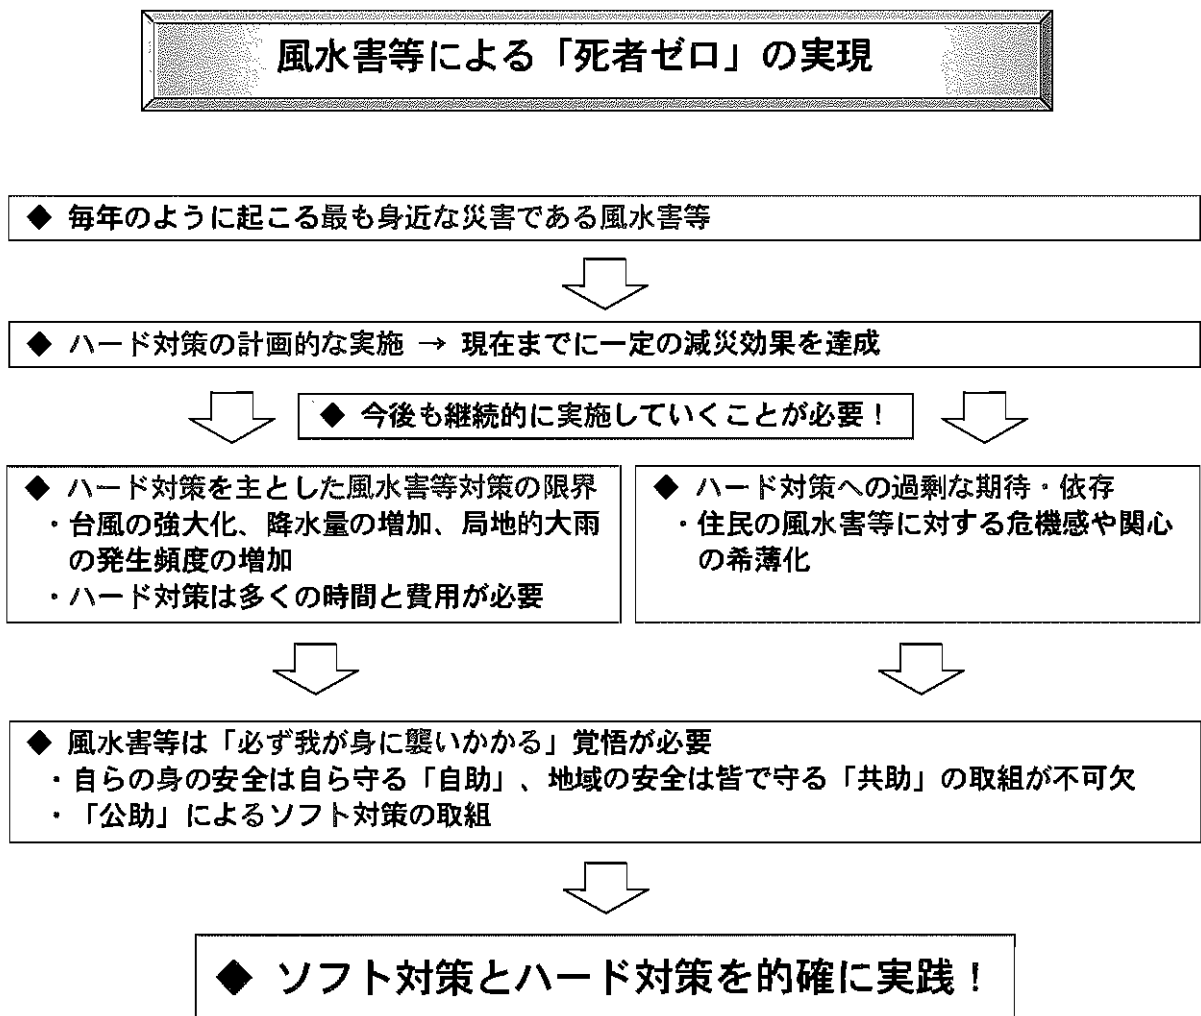 風水害等による「死者ゼロ」の実現
◆ 毎年のように起こる最も身近な災害である風水害等
◆ ハード対策の計画的な実施 → 現在までに一定の減災効果を達成
◆ 今後も継続的に実施していくことが必要！
◆ ハード対策を主とした風水害等対策の限界
・台風の強大化、降水量の増加、局地的大雨
の発生頻度の増加
・ハード対策は多くの時間と費用が必要
◆ ハード対策への過剰な期待・依存
・住民の風水害等に対する危機感や関心
の希薄化
◆ 風水害等は「必ず我が身に襲いかかる」覚悟が必要
・自らの身の安全は自ら守る「自助」、地域の安全は皆で守る「共助」の取組が不可欠
・「公助」によるソフト対策の取組
◆ ソフト対策とハード対策を的確に実践！